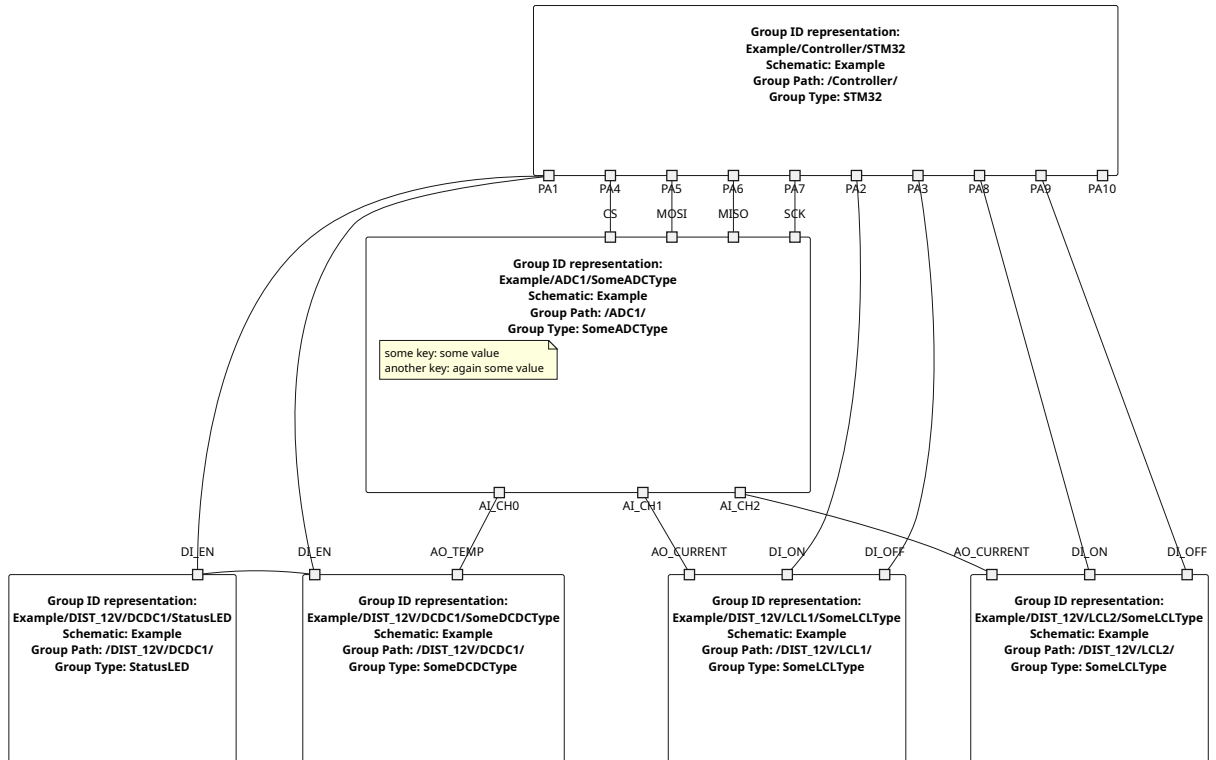 Group ID representation:
Example/Controller/STM32
Schematic: Example
Group Path: /Controller/
Group Type: STM32
PA1 PA4 PA5 PA6 PA7 PA2 PA3 PA8 PA9 PA10
CS MOSI MISO SCK
Group ID representation:
Example/ADC1/SomeADCType
Schematic: Example
Group Path: /ADC1/
Group Type: SomeADCType
some key: some value
another key: again some value
AI_CH0 AI_CH1 AI_CH2
DI_EN DI_EN AO_TEMP AO_CURRENT DI_ON DI_OFF AO_CURRENT DI_ON DI_OFF
Group ID representation:
Example/DIST_12V/DCDC1/StatusLED
Schematic: Example
Group Path: /DIST_12V/DCDC1/
Group Type: StatusLED
Group ID representation:
Example/DIST_12V/DCDC1/SomeDCDCType
Schematic: Example
Group Path: /DIST_12V/DCDC1/
Group Type: SomeDCDCType
Group ID representation:
Example/DIST_12V/LCL1/SomeLCLType
Schematic: Example
Group Path: /DIST_12V/LCL1/
Group Type: SomeLCLType
Group ID representation:
Example/DIST_12V/LCL2/SomeLCLType
Schematic: Example
Group Path: /DIST_12V/LCL2/
Group Type: SomeLCLType